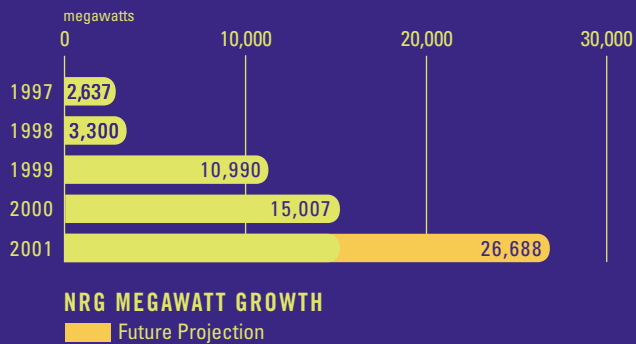 megawatts
0 10,000 20,000 30,000
1997 2,637
1998 3,300
1999 10,990
2000 15,007
2001 26,688
NRG MEGAWATT GROWTH
Future Projection